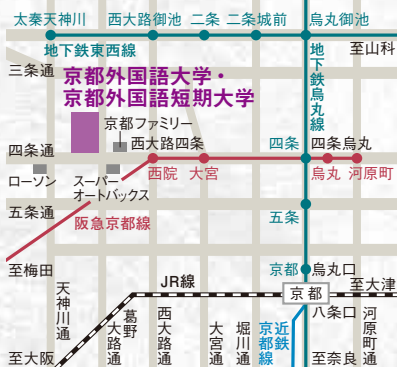 太秦天神川
西大路御池
二条
二条城前
烏丸御池
地下鉄東西線
地下鉄烏丸線
至山科
三条通
京都外国語大学・
京都外国語短期大学
京都ファミリー
四条通
西大路四条
四条
四条烏丸
ローソン
スーパー
オートバックス
西院
大宮
烏丸
河原町
五条通
阪急京都線
五条
至梅田
京都
烏丸口
JR線
京都
至大津
八条口
天神川通
葛野大路通
西大路通
大宮通
堀川通
近鉄
京都線
河原町通
至大阪
至奈良